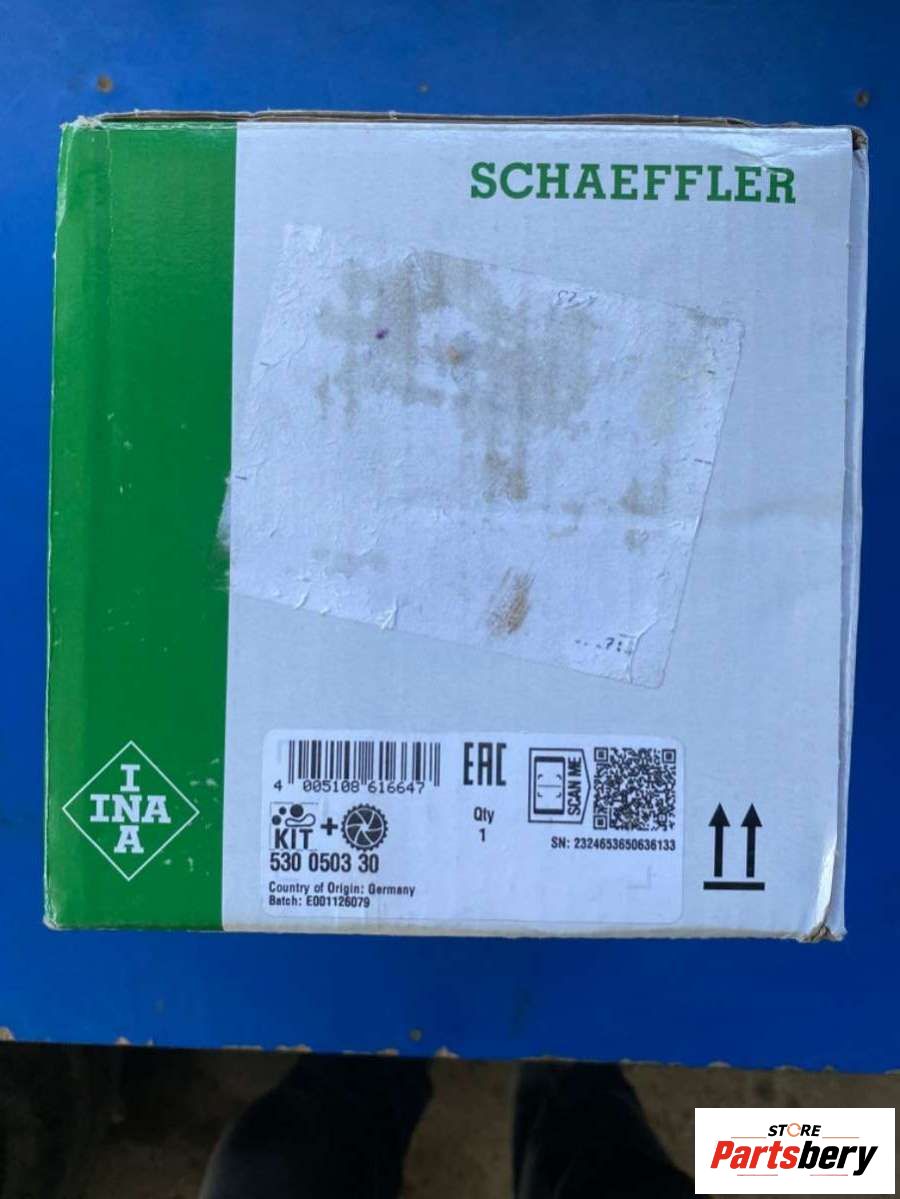 SCHAEFFLER
I
INA
A
4 005108 616647
EAC
SCAN ME
Qty
1
SN: 2324653650636133
KIT +
530 0503 30
Country of Origin: Germany
Batch: E001126079
STORE
Partsbery